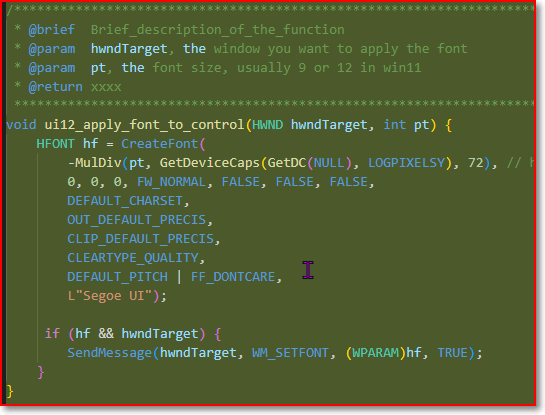 /*****************************************************************
 * @brief  Brief_description_of_the_function
 * @param  hwndTarget, the window you want to apply the font
 * @param  pt, the font size, usually 9 or 12 in win11
 * @return xxxx
 *****************************************************************
void ui12_apply_font_to_control(HWND hwndTarget, int pt) {
    HFONT hf = CreateFont(
        -MulDiv(pt, GetDeviceCaps(GetDC(NULL), LOGPIXELSY), 72), //
        0, 0, 0, FW_NORMAL, FALSE, FALSE, FALSE,
        DEFAULT_CHARSET,
        OUT_DEFAULT_PRECIS,
        CLIP_DEFAULT_PRECIS,
        CLEARTYPE_QUALITY,
        DEFAULT_PITCH | FF_DONTCARE,
        L"Segoe UI");
     if (hf && hwndTarget) {
        SendMessage(hwndTarget, WM_SETFONT, (WPARAM)hf, TRUE);
    }
}